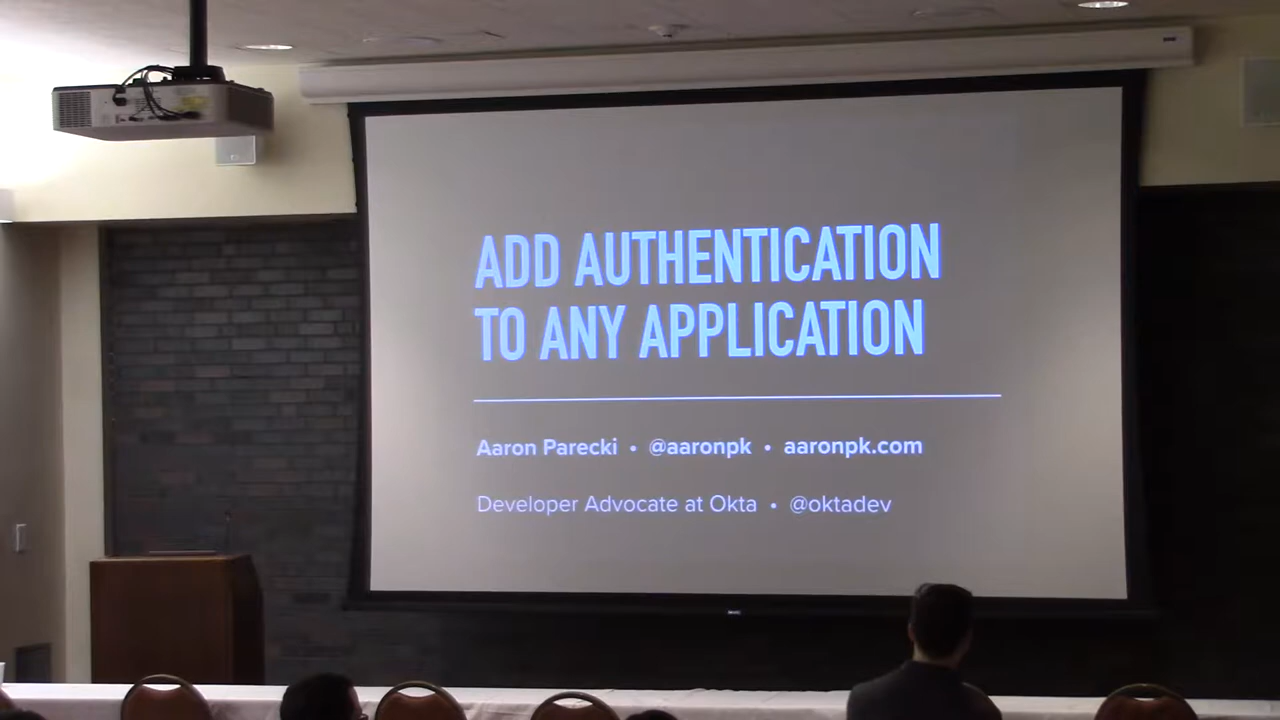 ADD AUTHENTICATION
TO ANY APPLICATION
Aaron Parecki • @aaronpk • aaronpk.com
Developer Advocate at Okta • @oktadev